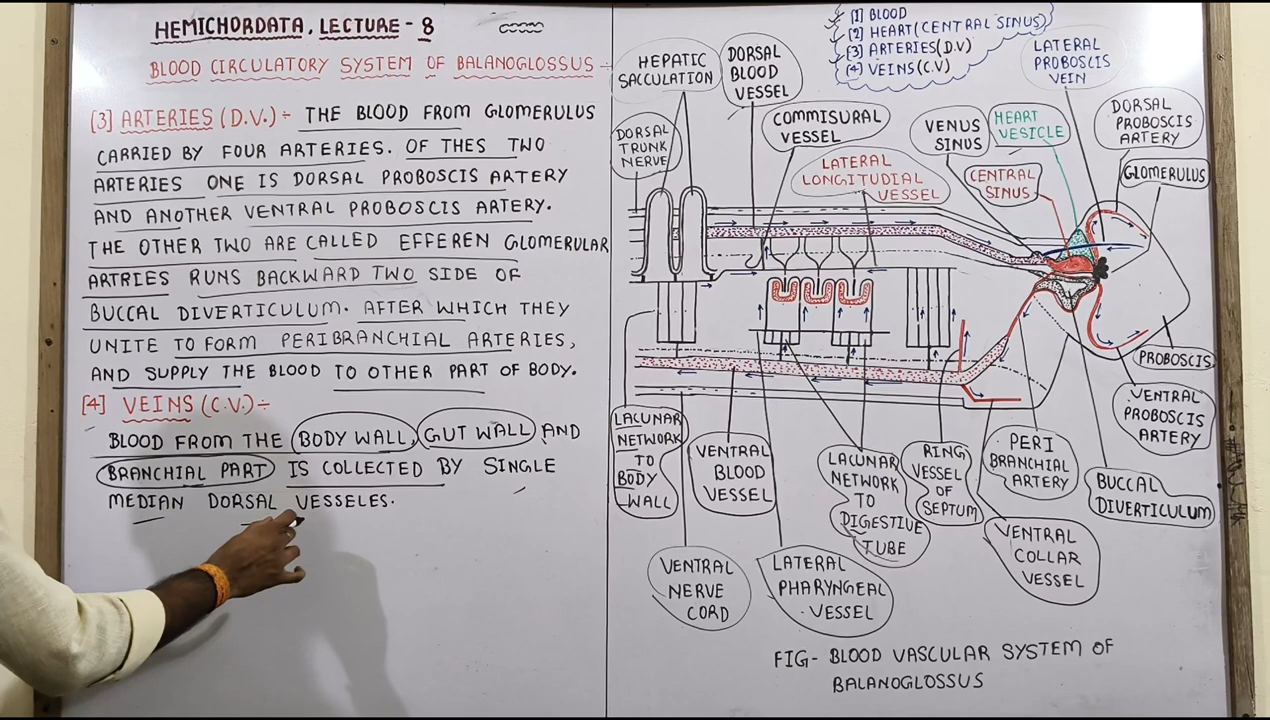 HEMICHORDATA. LECTURE - 8
BLOOD CIRCULATORY SYSTEM OF BALANOGLOSSUS :-
[3] ARTERIES (D.V.) ÷ THE BLOOD FROM GLOMERULUS
CARRIED BY FOUR ARTERIES. OF THES TWO
ARTERIES ONE IS DORSAL PROBOSCIS ARTERY
AND ANOTHER VENTRAL PROBOSCIS ARTERY.
THE OTHER TWO ARE CALLED EFFEREN GLOMERULAR
ARTRIES RUNS BACKWARD TWO SIDE OF
BUCCAL DIVERTICULUM. AFTER WHICH THEY
UNITE TO FORM PERIBRANCHIAL ARTERIES,
AND SUPPLY THE BLOOD TO OTHER PART OF BODY.
[4] VEINS (C.V.) ÷
BLOOD FROM THE BODY WALL, GUT WALL AND
BRANCHIAL PART IS COLLECTED BY SINGLE
MEDIAN DORSAL VESSELES.
[1] BLOOD
[2] HEART (CENTRAL SINUS)
[3] ARTERIES (D.V)
[4] VEINS (C.V)
HEPATIC
SACCULATION
DORSAL
BLOOD
VESSEL
LATERAL
PROBOSCIS
VEIN
DORSAL
TRUNK
NERVE
COMMISURAL
VESSEL
LATERAL
LONGITUDIAL
VESSEL
VENUS
SINUS
HEART
VESICLE
CENTRAL
SINUS
DORSAL
PROBOSCIS
ARTERY
GLOMERULUS
PROBOSCIS
VENTRAL
PROBOSCIS
ARTERY
LACUNAR
NETWORK
TO
BODY
WALL
VENTRAL
BLOOD
VESSEL
LACUNAR
NETWORK
TO
DIGESTIVE
TUBE
RING
VESSEL
OF
SEPTUM
PERI
BRANCHIAL
ARTERY
BUCCAL
DIVERTICULUM
VENTRAL
NERVE
CORD
LATERAL
PHARYNGEAL
VESSEL
VENTRAL
COLLAR
VESSEL
FIG- BLOOD VASCULAR SYSTEM OF
BALANOGLOSSUS